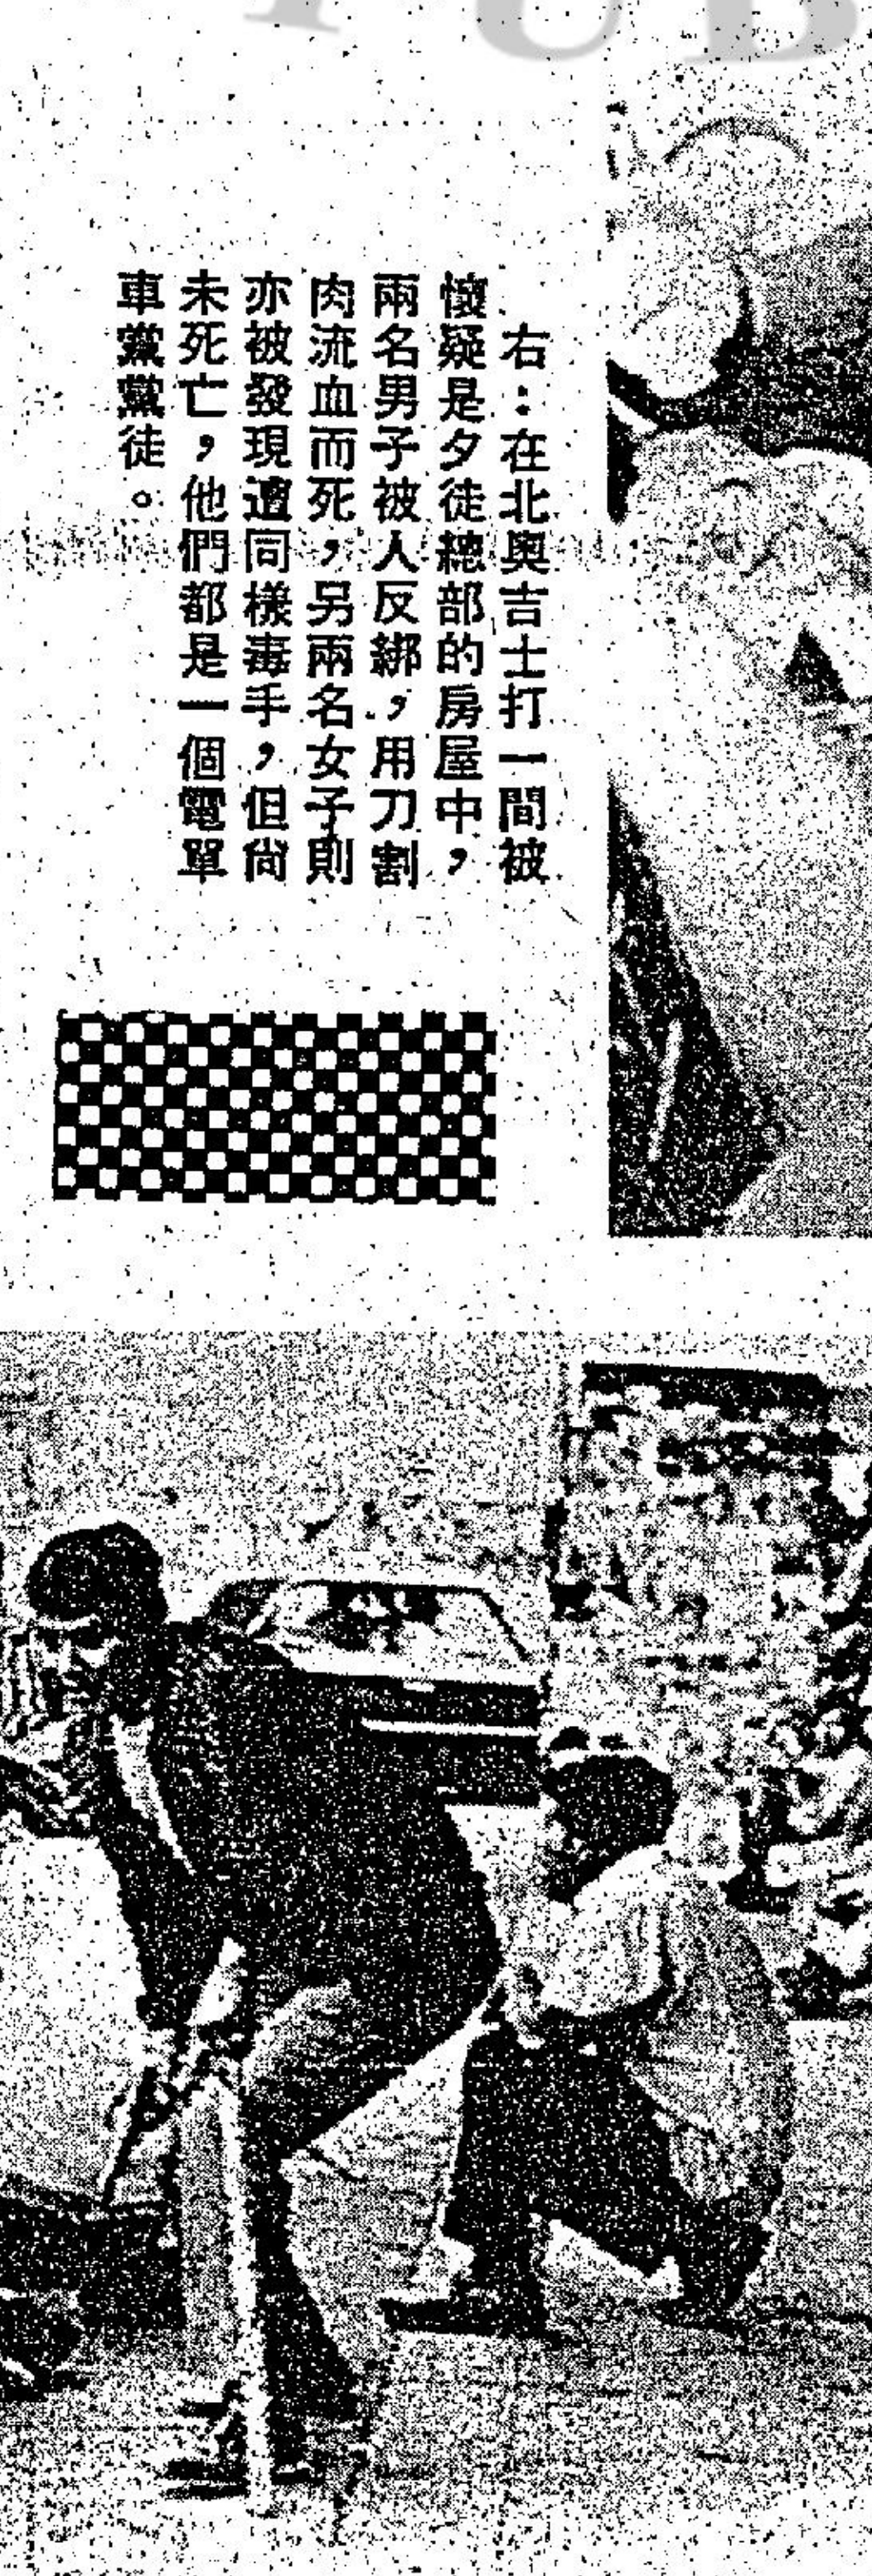 右：在北奧吉士打一間被
懷疑是夕徒總部的房屋中，
兩名男子被人反綁，用刀割
肉流血而死，另兩名女子則
亦被發現遭同樣毒手，但尚
未死亡，他們都是一個電單
車黨黨徒。
UB